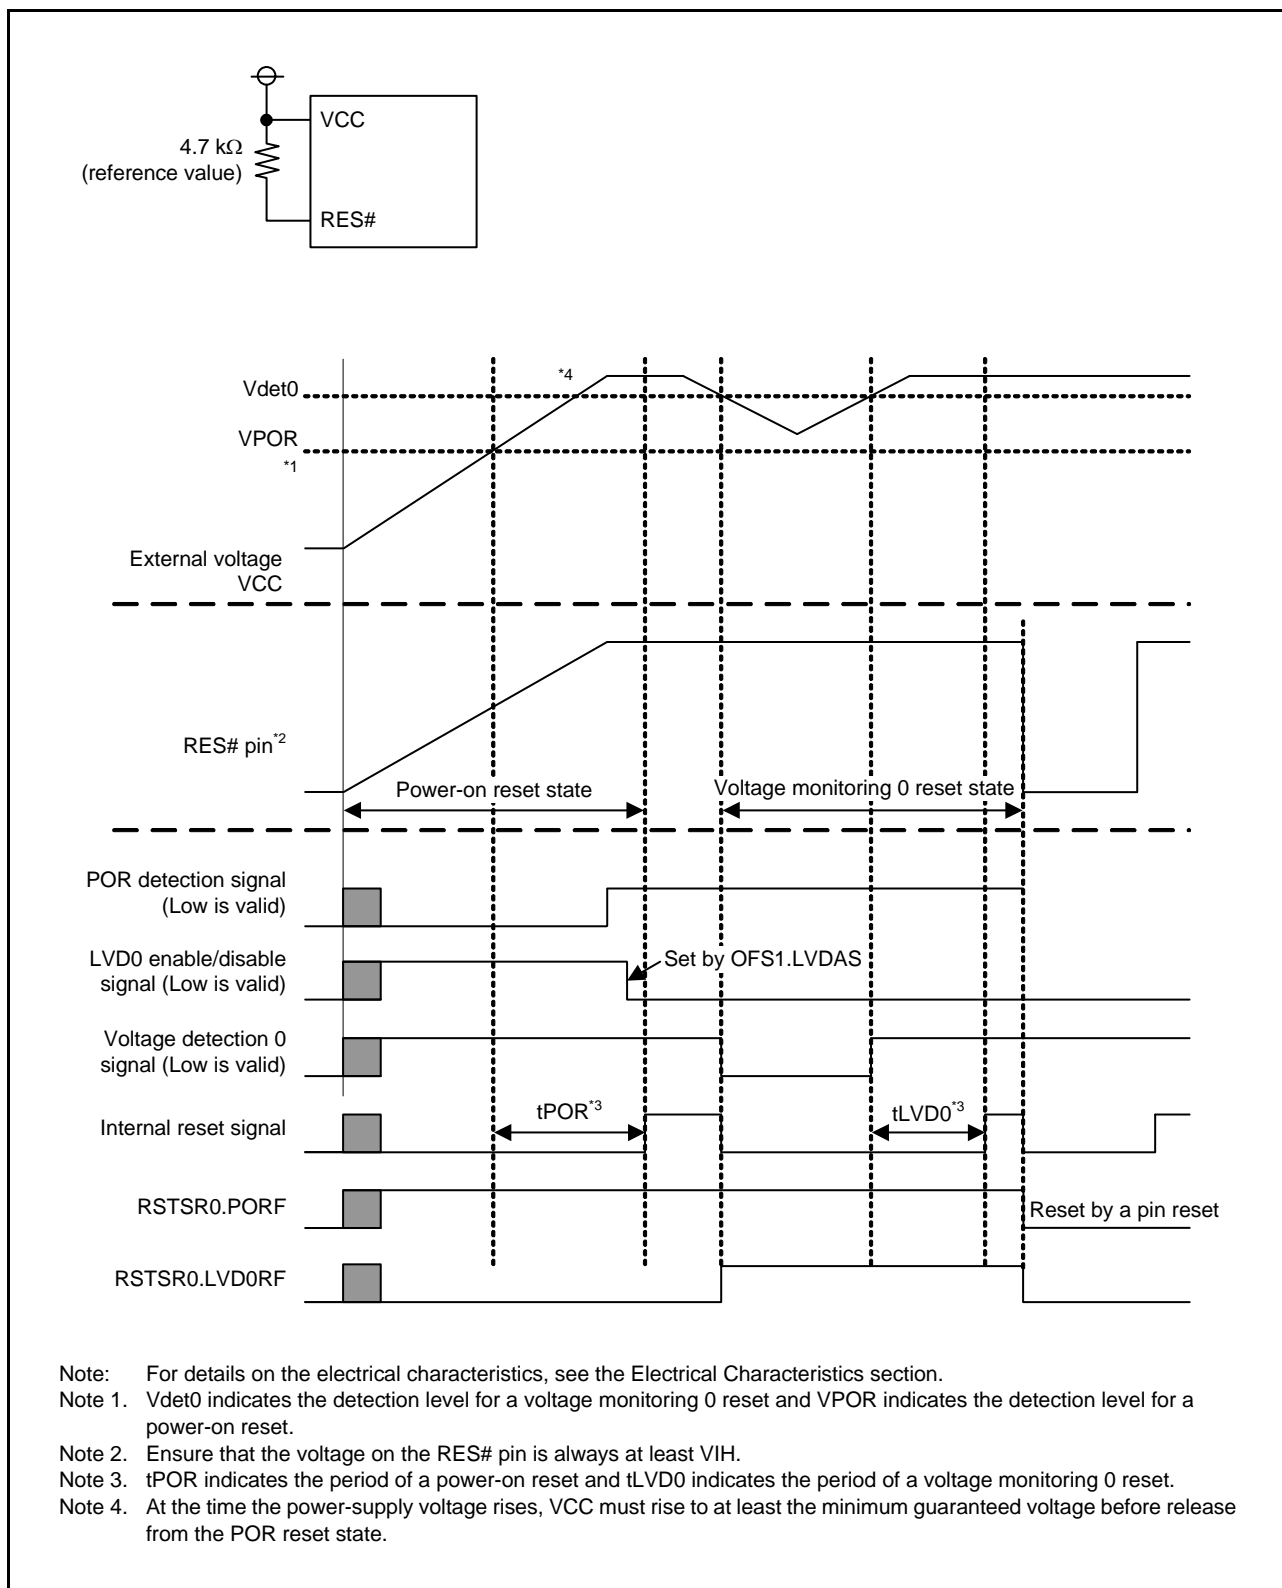 VCC
4.7 kΩ
(reference value)
RES#
*4
Vdet0
VPOR
*1
External voltage
VCC
RES# pin*2
Power-on reset state
Voltage monitoring 0 reset state
POR detection signal
(Low is valid)
LVD0 enable/disable
signal (Low is valid)
Set by OFS1.LVDAS
Voltage detection 0
signal (Low is valid)
tPOR*3
tLVD0*3
Internal reset signal
RSTSR0.PORF
Reset by a pin reset
RSTSR0.LVD0RF
Note: For details on the electrical characteristics, see the Electrical Characteristics section.
Note 1. Vdet0 indicates the detection level for a voltage monitoring 0 reset and VPOR indicates the detection level for a
power-on reset.
Note 2. Ensure that the voltage on the RES# pin is always at least VIH.
Note 3. tPOR indicates the period of a power-on reset and tLVD0 indicates the period of a voltage monitoring 0 reset.
Note 4. At the time the power-supply voltage rises, VCC must rise to at least the minimum guaranteed voltage before release
from the POR reset state.